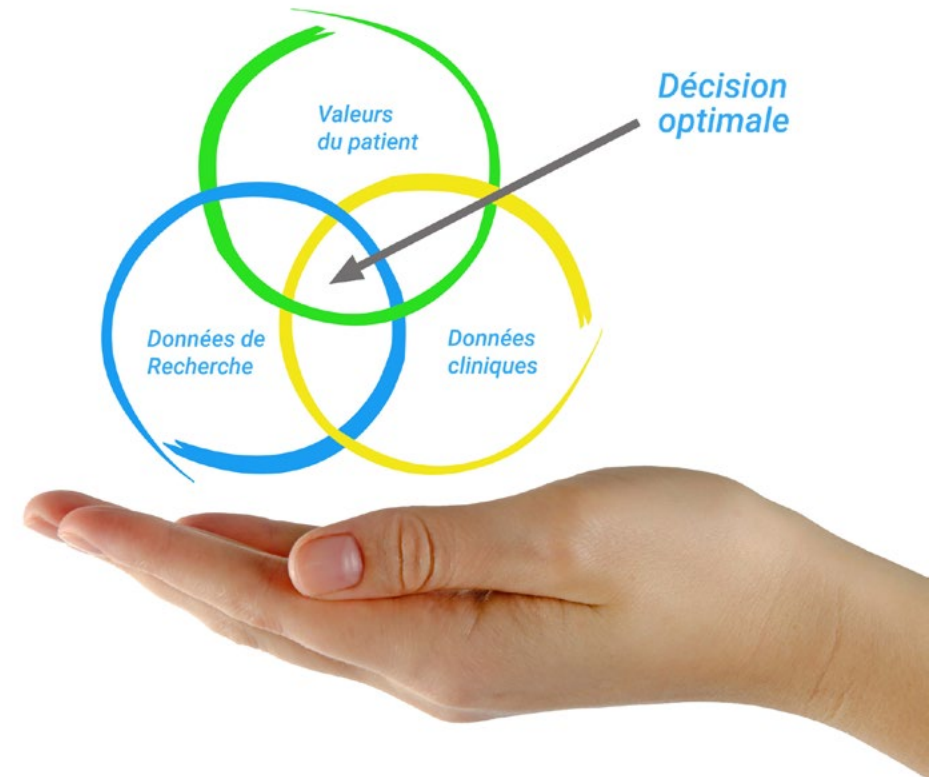 Décision
optimale
Valeurs
du patient
Données de
Recherche
Données
cliniques